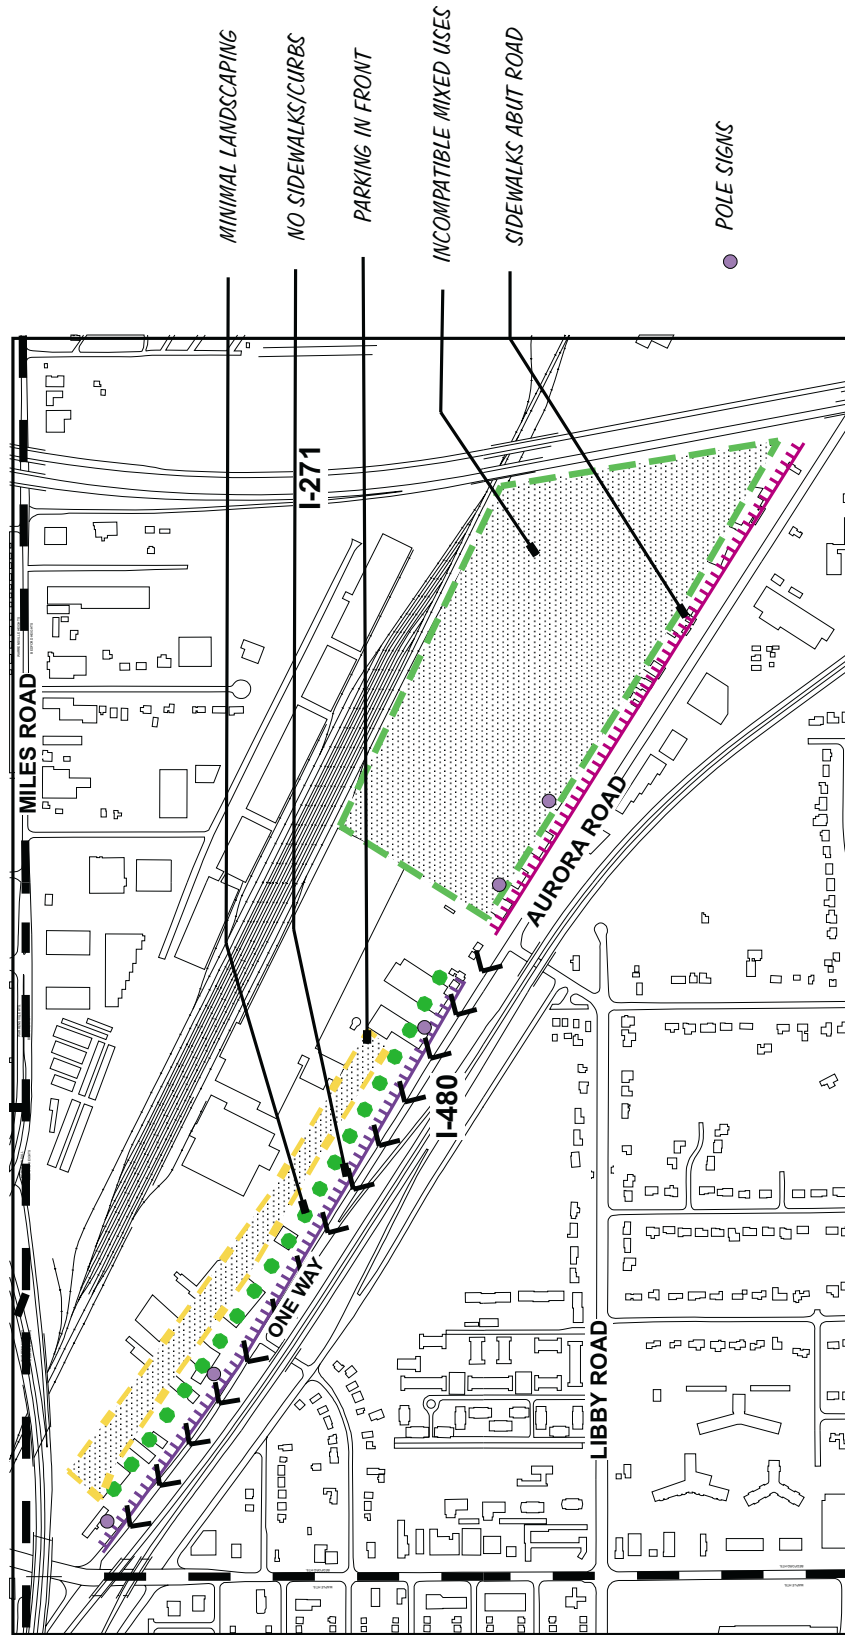 MINIMAL LANDSCAPING
NO SIDEWALKS/CURBS
PARKING IN FRONT
INCOMPATIBLE MIXED USES
SIDEWALKS ABUT ROAD
POLE SIGNS
I-271
MILES ROAD
AURORA ROAD
I-480
ONE WAY
LIBBY ROAD